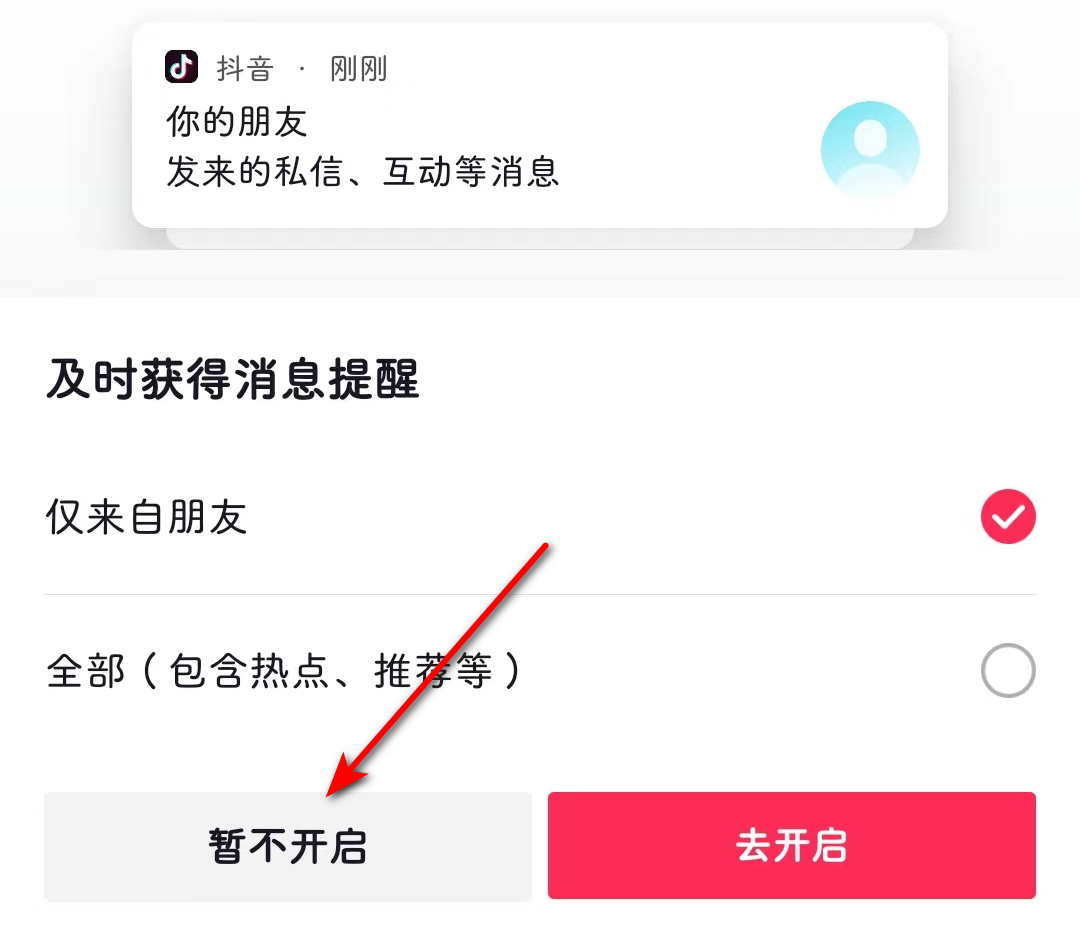 抖音 · 刚刚
你的朋友
发来的私信、互动等消息
及时获得消息提醒
仅来自朋友
全部（包含热点、推荐等）
暂不开启
去开启